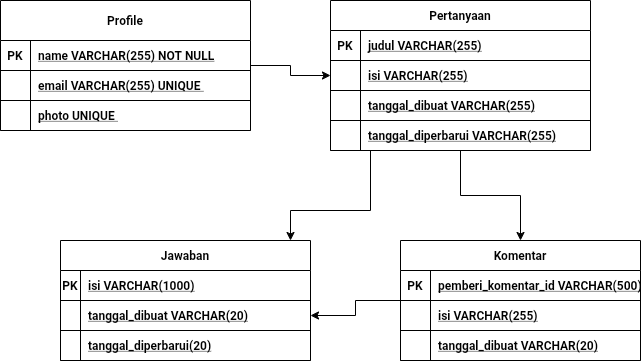 Profile
PK name VARCHAR(255) NOT NULL
email VARCHAR(255) UNIQUE
photo UNIQUE
Pertanyaan
PK judul VARCHAR(255)
isi VARCHAR(255)
tanggal_dibuat VARCHAR(255)
tanggal_diperbarui VARCHAR(255)
Jawaban
PK isi VARCHAR(1000)
tanggal_dibuat VARCHAR(20)
tanggal_diperbarui(20)
Komentar
PK pemberi_komentar_id VARCHAR(500)
isi VARCHAR(255)
tanggal_dibuat VARCHAR(20)